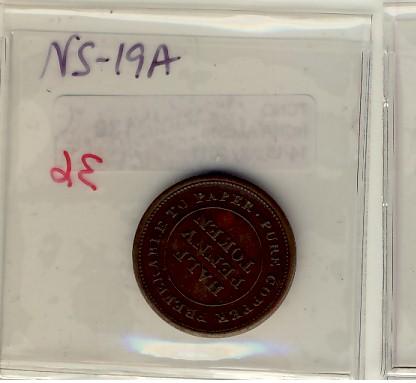 NS-19A
PURE COPPER PREFERABLE TO PAPER.
HALF
PENNY
TOKEN